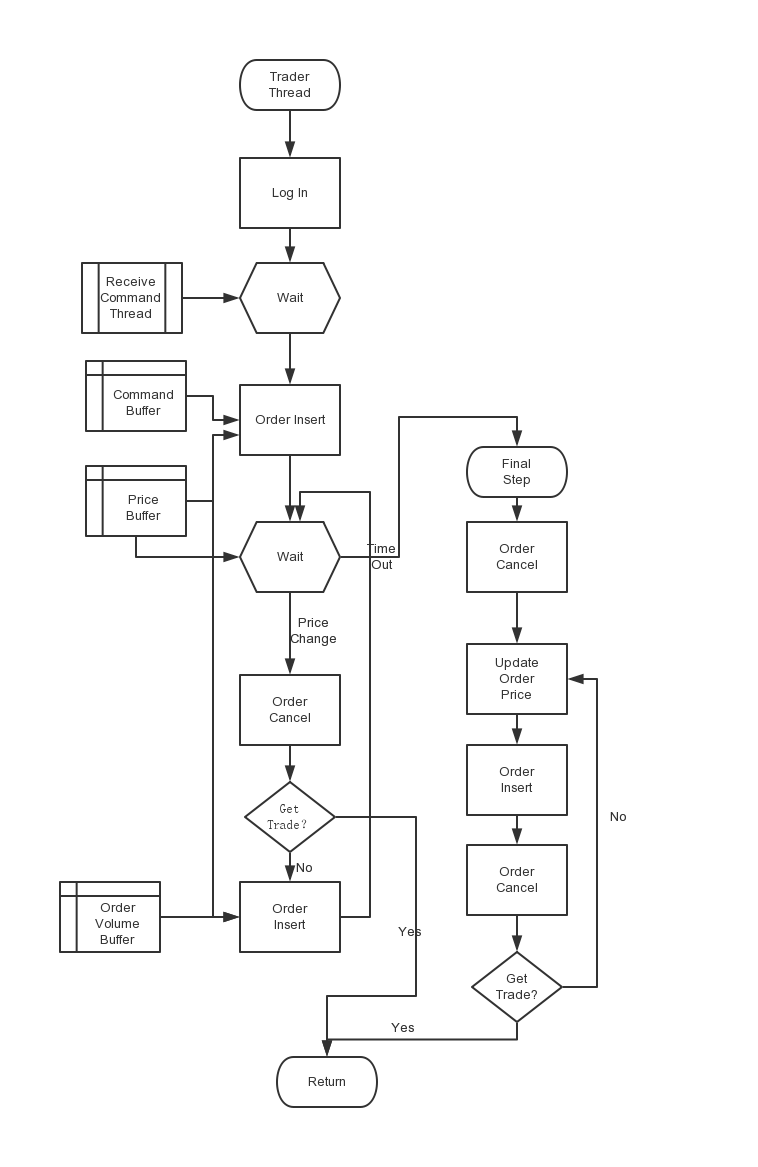 Trader
Thread
Log In
Receive
Command
Thread
Wait
Command
Buffer
Order Insert
Final
Step
Price
Buffer
Wait
Time
Out
Order
Cancel
Price
Change
Update
Order
Price
Order
Cancel
Order
Insert
Get
Trade?
No
No
Order
Cancel
Order
Volume
Buffer
Order
Insert
Yes
Get
Trade?
Yes
Return